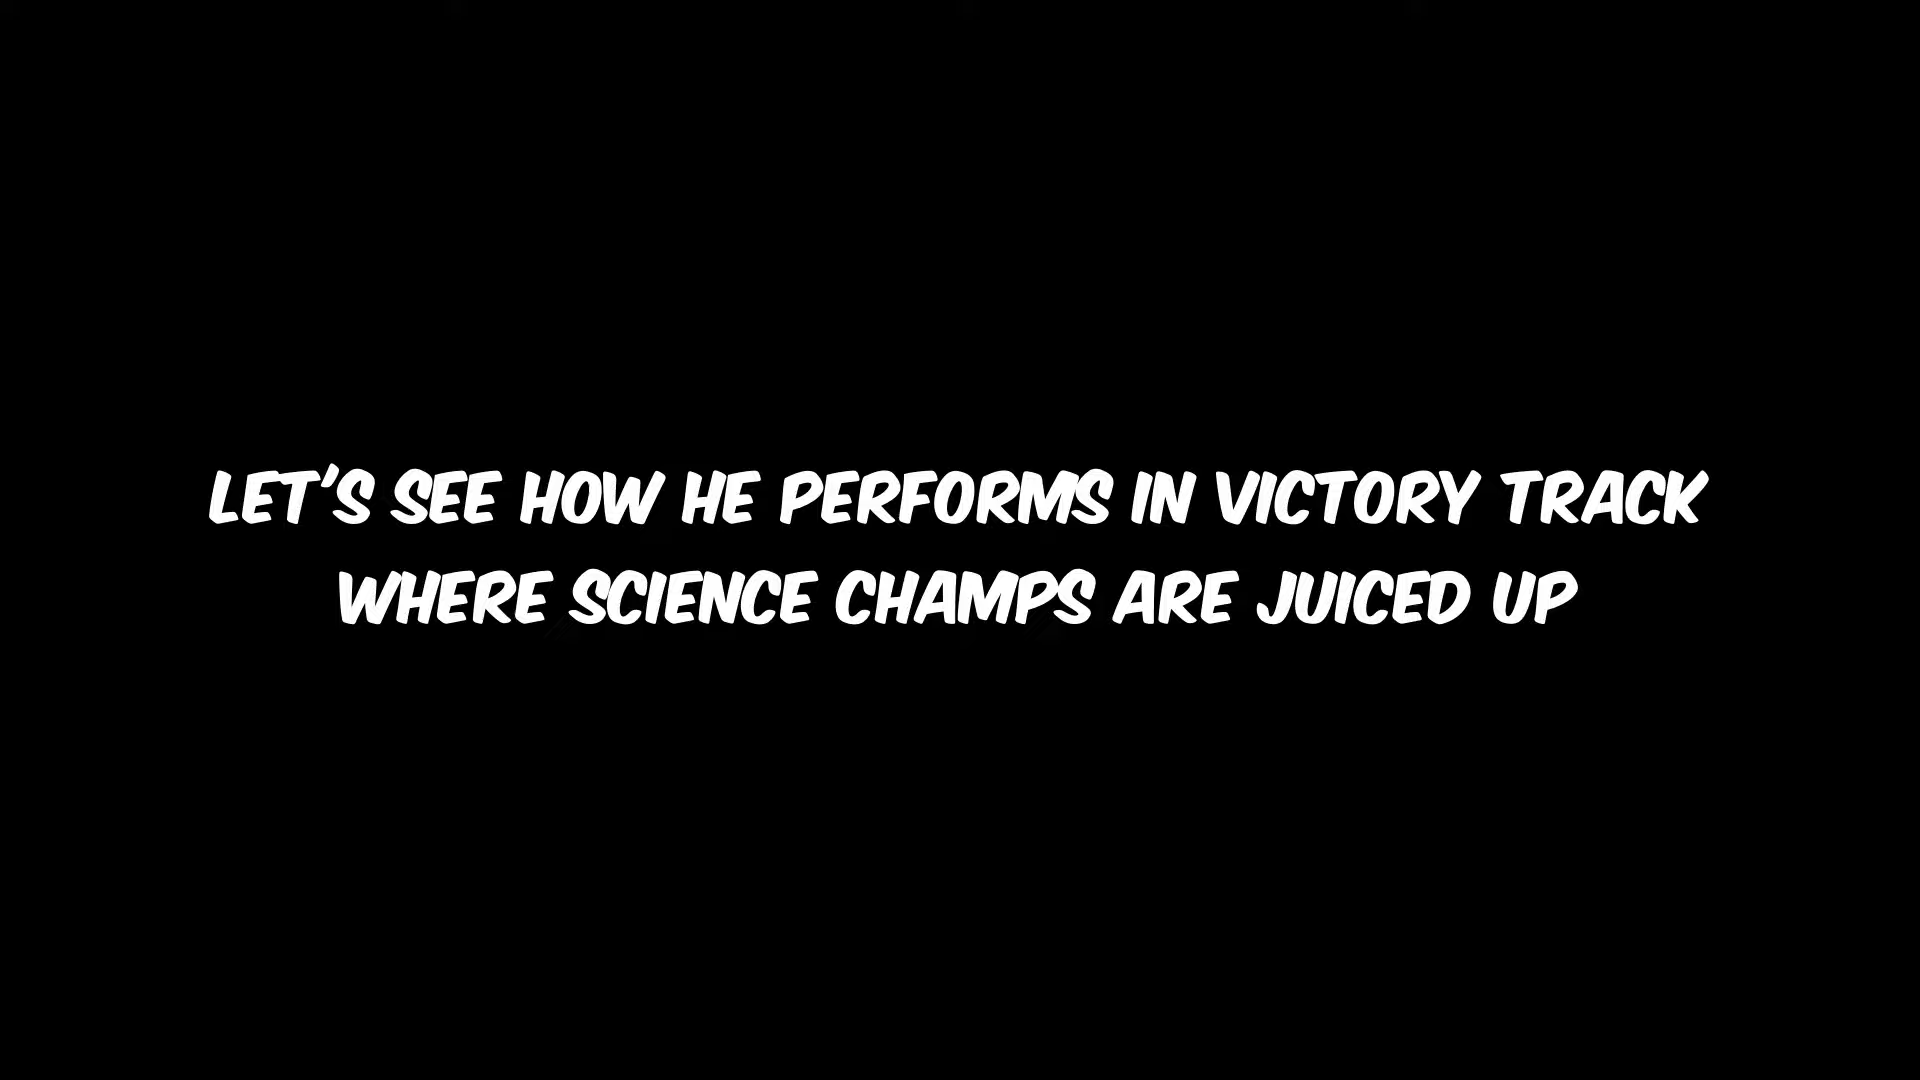 LET'S SEE HOW HE PERFORMS IN VICTORY TRACK
WHERE SCIENCE CHAMPS ARE JUICED UP